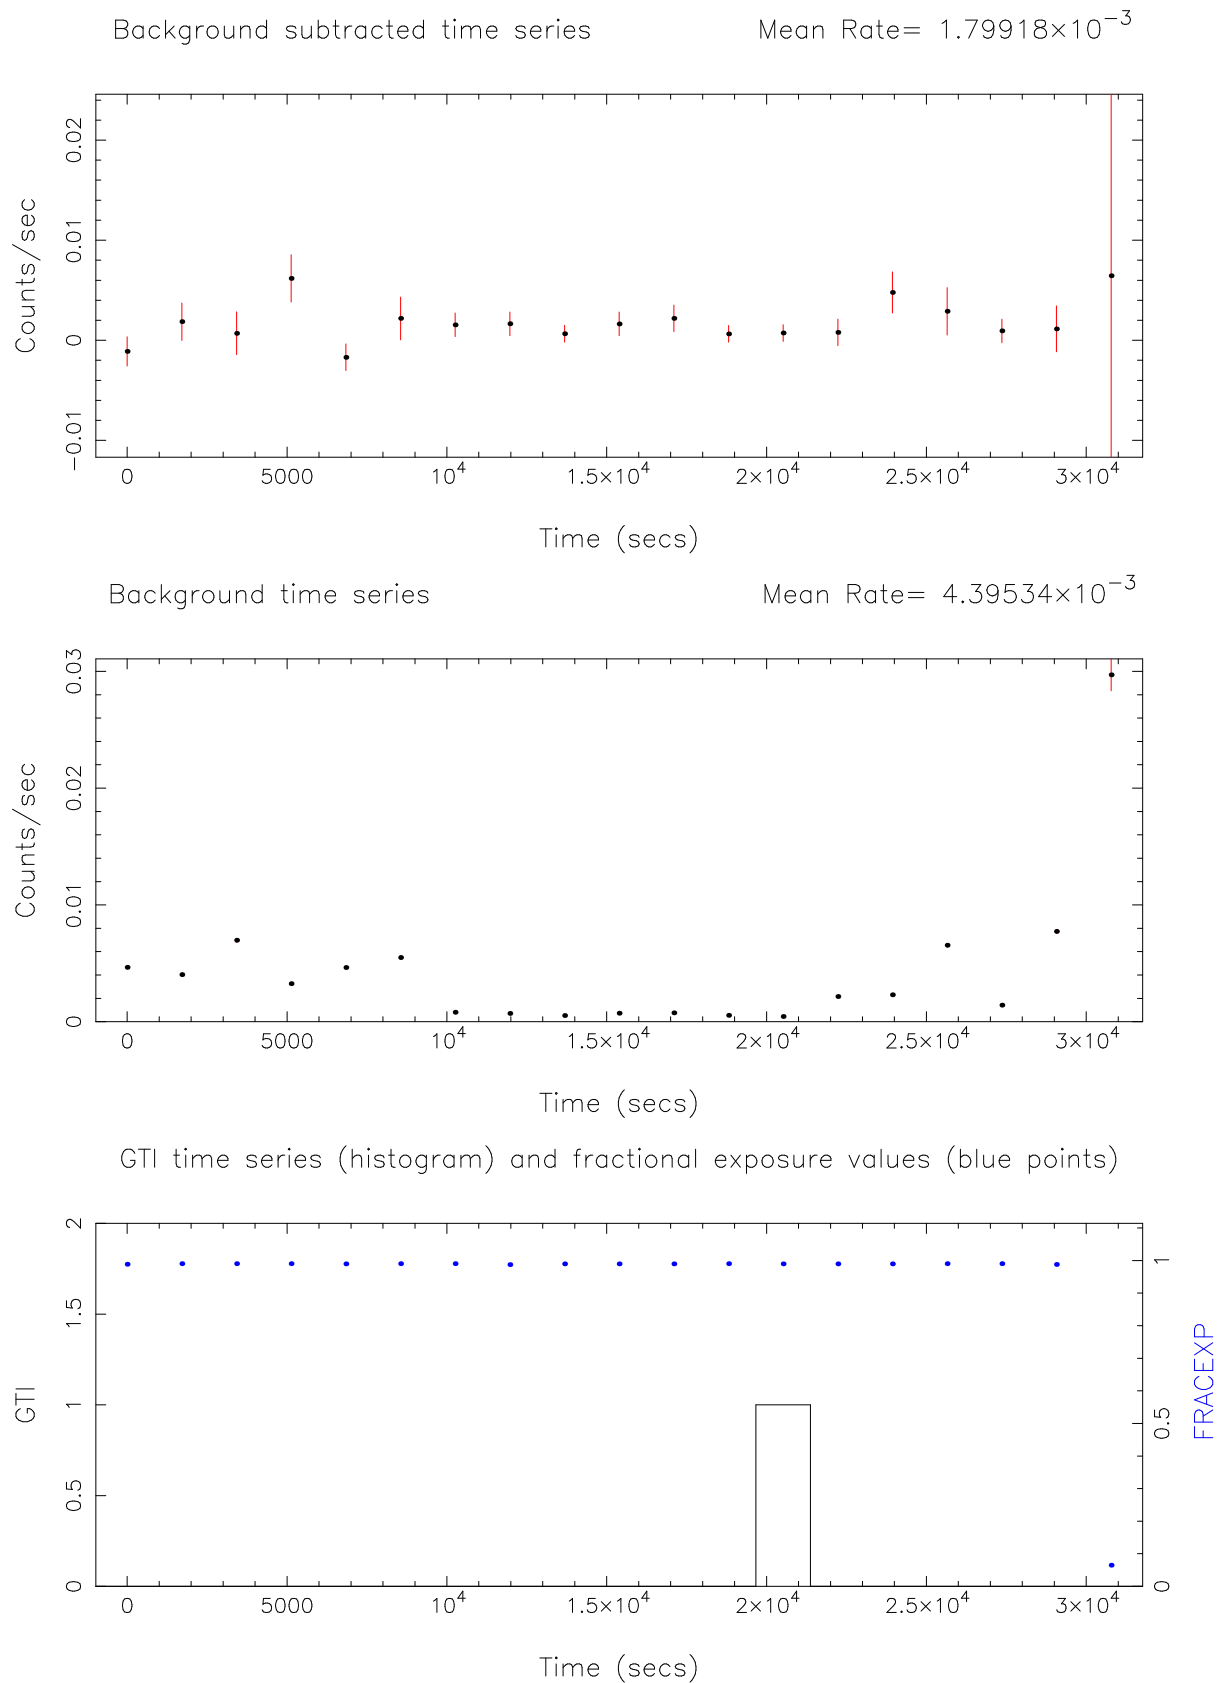 Background subtracted time series Mean Rate= 1.79918×10⁻³
0.02
0.01
0
−0.01
Counts/sec
0 5000 10⁴ 1.5×10⁴ 2×10⁴ 2.5×10⁴ 3×10⁴
Time (secs)
Background time series Mean Rate= 4.39534×10⁻³
0.03
0.02
0.01
0
Counts/sec
0 5000 10⁴ 1.5×10⁴ 2×10⁴ 2.5×10⁴ 3×10⁴
Time (secs)
GTI time series (histogram) and fractional exposure values (blue points)
2
1.5
1
0.5
0
GTI
1
0.5
0
FRACEXP
0 5000 10⁴ 1.5×10⁴ 2×10⁴ 2.5×10⁴ 3×10⁴
Time (secs)